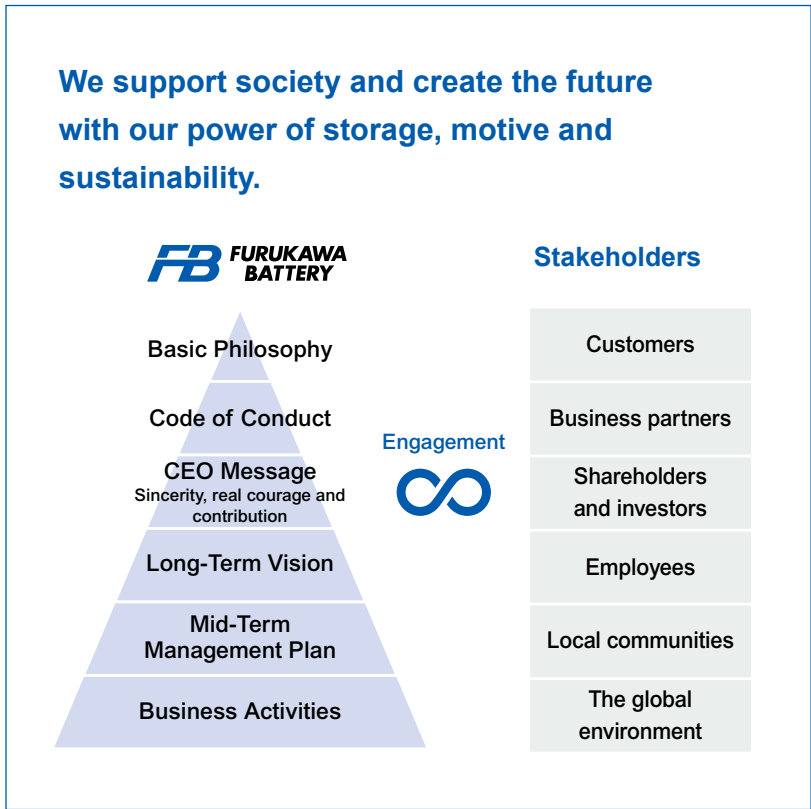 We support society and create the future
with our power of storage, motive and
sustainability.
FB FURUKAWA
BATTERY
Basic Philosophy
Code of Conduct
CEO Message
Sincerity, real courage and
contribution
Long-Term Vision
Mid-Term
Management Plan
Business Activities
Engagement
Stakeholders
Customers
Business partners
Shareholders
and investors
Employees
Local communities
The global
environment